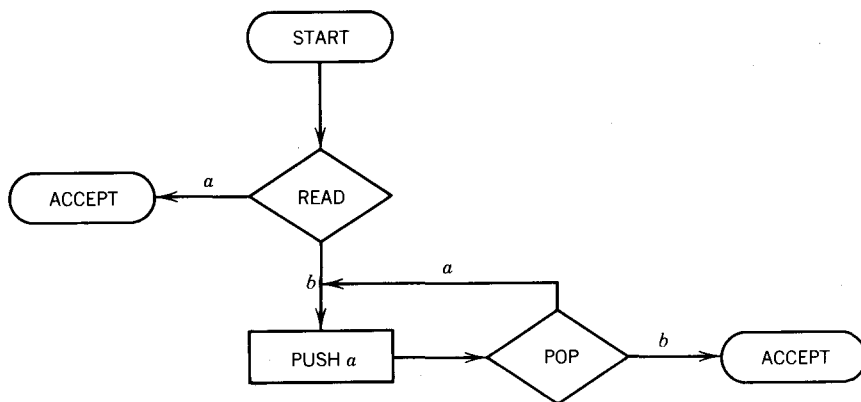 START
a
ACCEPT
READ
a
b
PUSH a
POP
b
ACCEPT